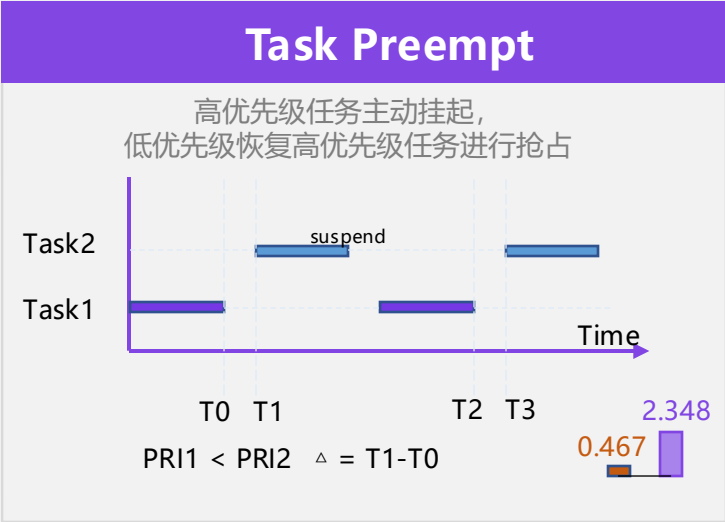 Task Preempt
高优先级任务主动挂起，
低优先级恢复高优先级任务进行抢占
Task2
suspend
Task1
Time
T0 T1 T2 T3
2.348
0.467
PRI1 < PRI2 △ = T1-T0